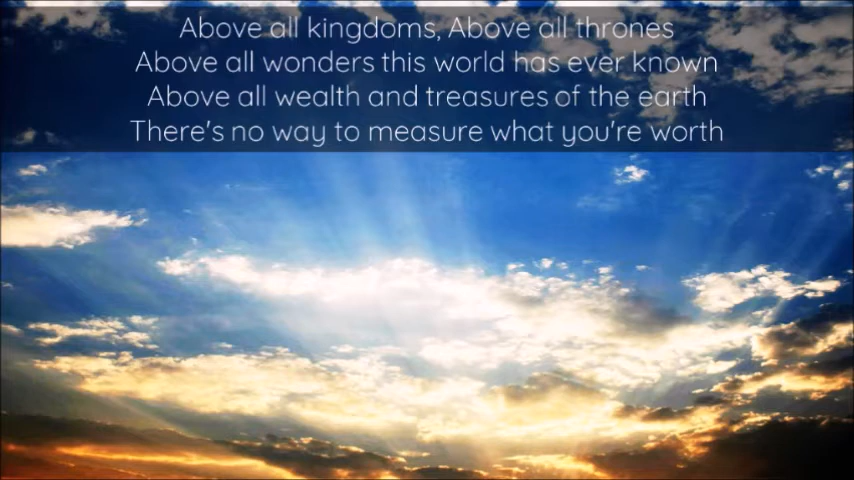 Above all kingdoms, Above all thrones
Above all wonders this world has ever known
Above all wealth and treasures of the earth
There's no way to measure what you're worth